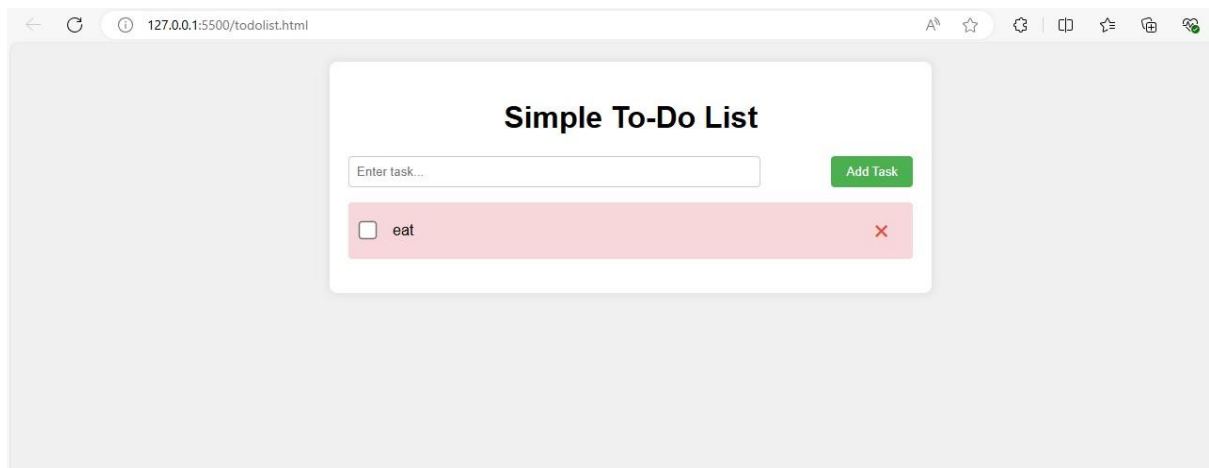 127.0.0.1:5500/todolist.html
Simple To-Do List
Enter task...
Add Task
eat